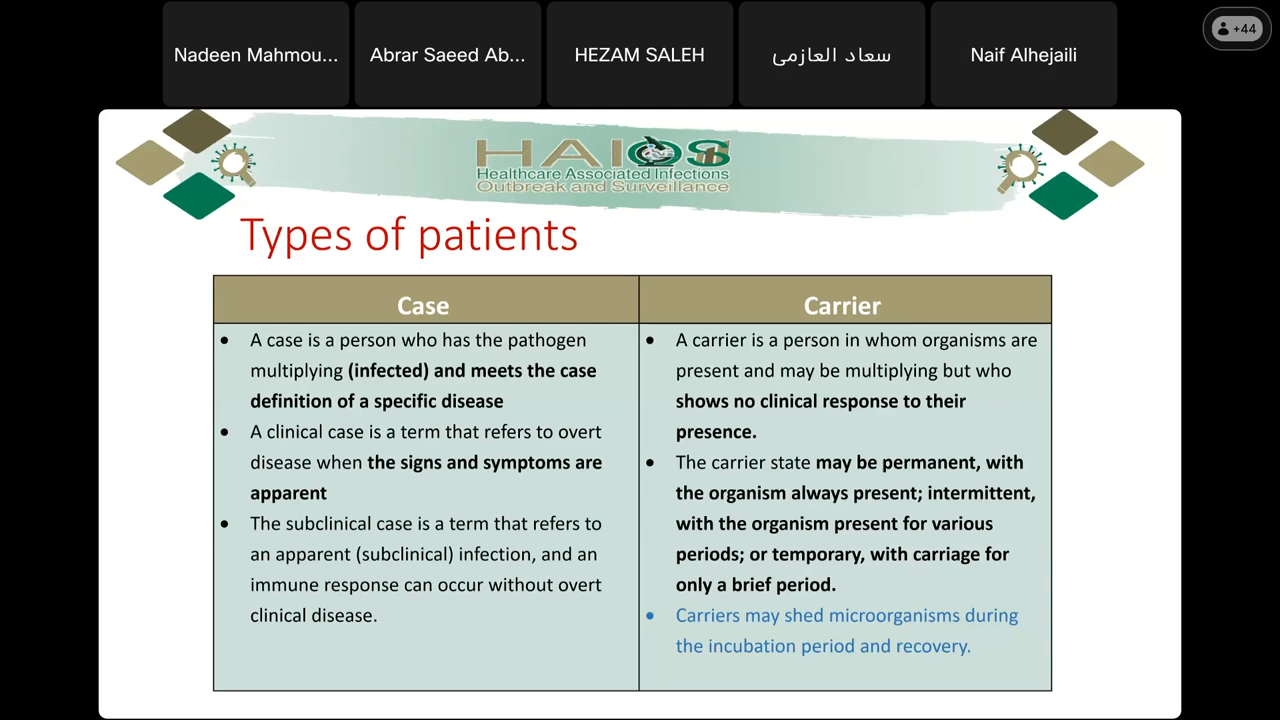 Nadeen Mahmou...
Abrar Saeed Ab...
HEZAM SALEH
سعاد العازمي
Naif Alhejaili
+44
HAIOS
Healthcare Associated Infections
Outbreak and Surveillance
Types of patients
Case
A case is a person who has the pathogen
multiplying (infected) and meets the case
definition of a specific disease
A clinical case is a term that refers to overt
disease when the signs and symptoms are
apparent
The subclinical case is a term that refers to
an apparent (subclinical) infection, and an
immune response can occur without overt
clinical disease.
Carrier
A carrier is a person in whom organisms are
present and may be multiplying but who
shows no clinical response to their
presence.
The carrier state may be permanent, with
the organism always present; intermittent,
with the organism present for various
periods; or temporary, with carriage for
only a brief period.
Carriers may shed microorganisms during
the incubation period and recovery.